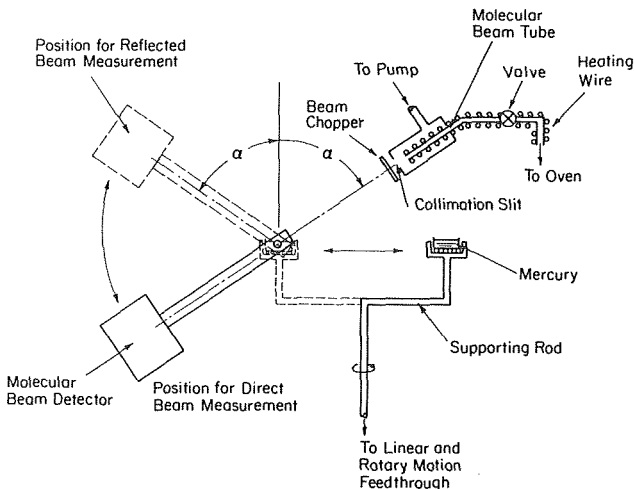 Molecular
Beam Tube
Position for Reflected
Beam Measurement
To Pump
Valve
Heating
Wire
Beam
Chopper
α
α
To Oven
Collimation Slit
Mercury
Supporting Rod
Molecular
Beam Detector
Position for Direct
Beam Measurement
To Linear and
Rotary Motion
Feedthrough